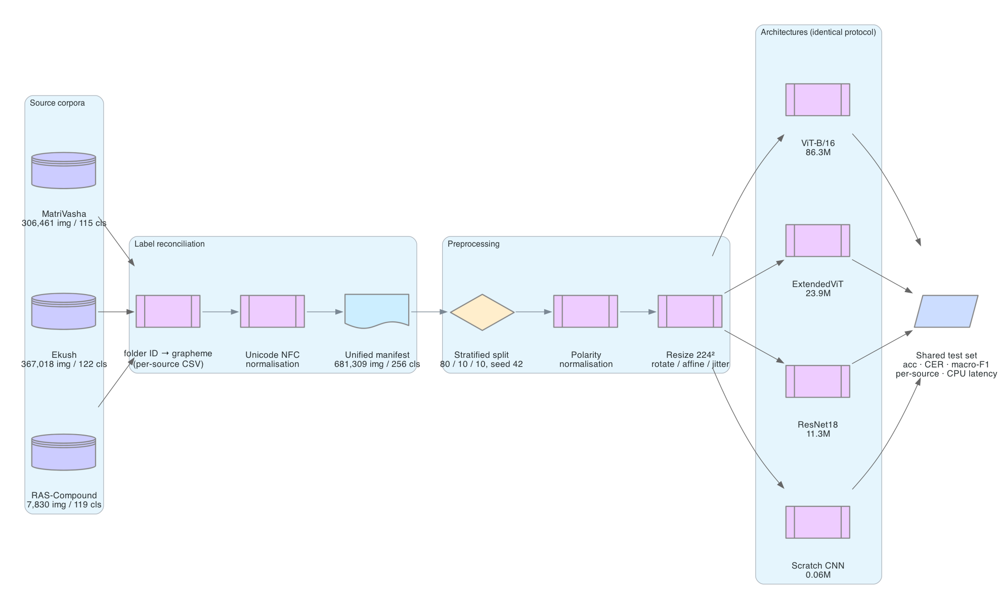 Source corpora
MatriVasha
306,461 img / 115 cls
Ekush
367,018 img / 122 cls
RAS-Compound
7,830 img / 119 cls
Label reconciliation
folder ID → grapheme
(per-source CSV)
Unicode NFC
normalisation
Unified manifest
681,309 img / 256 cls
Preprocessing
Stratified split
80 / 10 / 10, seed 42
Polarity
normalisation
Resize 224²
rotate / affine / jitter
Architectures (identical protocol)
ViT-B/16
86.3M
ExtendedViT
23.9M
ResNet18
11.3M
Scratch CNN
0.06M
Shared test set
acc · CER · macro-F1
per-source · CPU latency